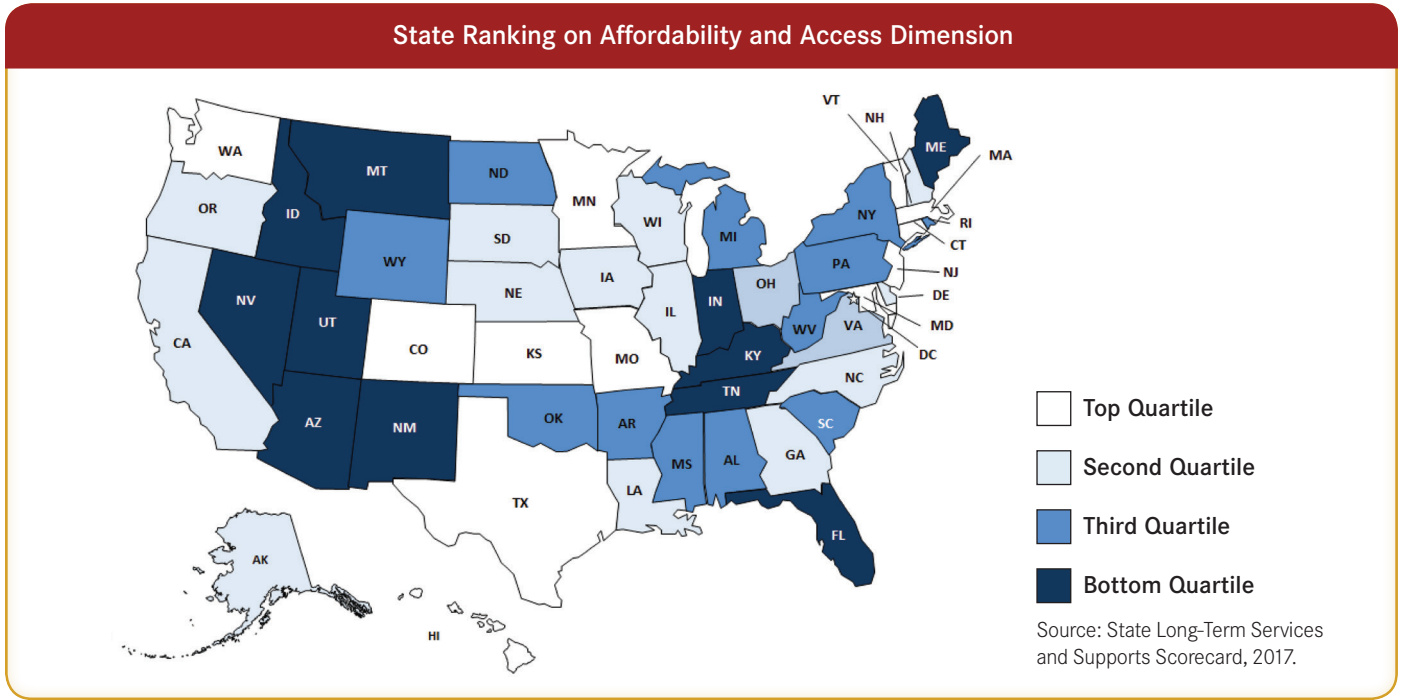 State Ranking on Affordability and Access Dimension
VT
NH
WA
ME
MA
MT
ND
MN
OR
ID
WI
NY
RI
SD
MI
CT
WY
PA
NJ
IA
OH
NE
DE
NV
IN
IL
UT
MD
WV
VA
CA
CO
KS
MO
KY
DC
NC
TN
AZ
NM
OK
AR
SC
MS
AL
GA
LA
TX
FL
AK
HI
Top Quartile
Second Quartile
Third Quartile
Bottom Quartile
Source: State Long-Term Services
and Supports Scorecard, 2017.